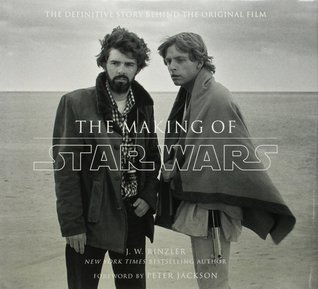 THE DEFINITIVE STORY BEHIND THE ORIGINAL FILM
THE MAKING OF
STAR WARS
J. W. RINZLER
NEW YORK TIMES BESTSELLING AUTHOR
FOREWORD BY PETER JACKSON